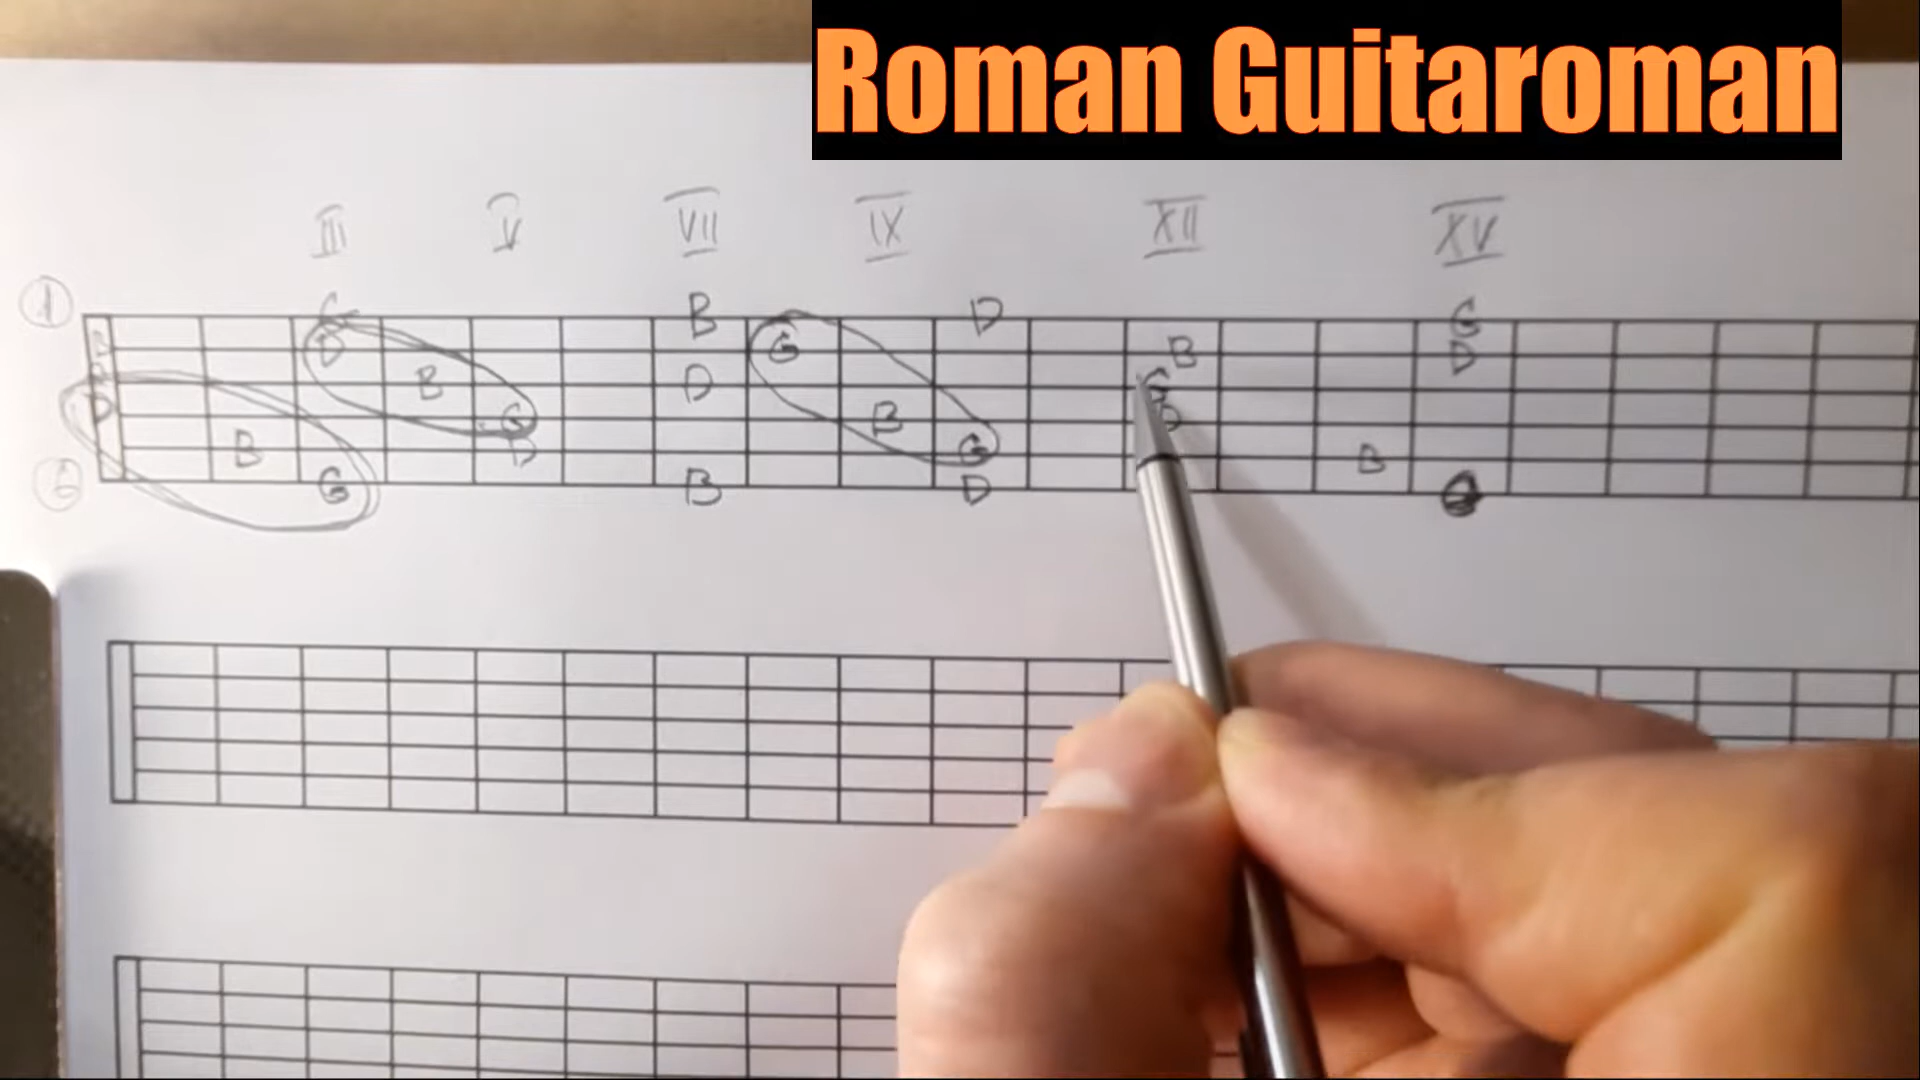 Roman Guitaroman
III V VII IX XII XV
1 G B D G
D G B D
B D G
D G B
B D G B
6 G B D